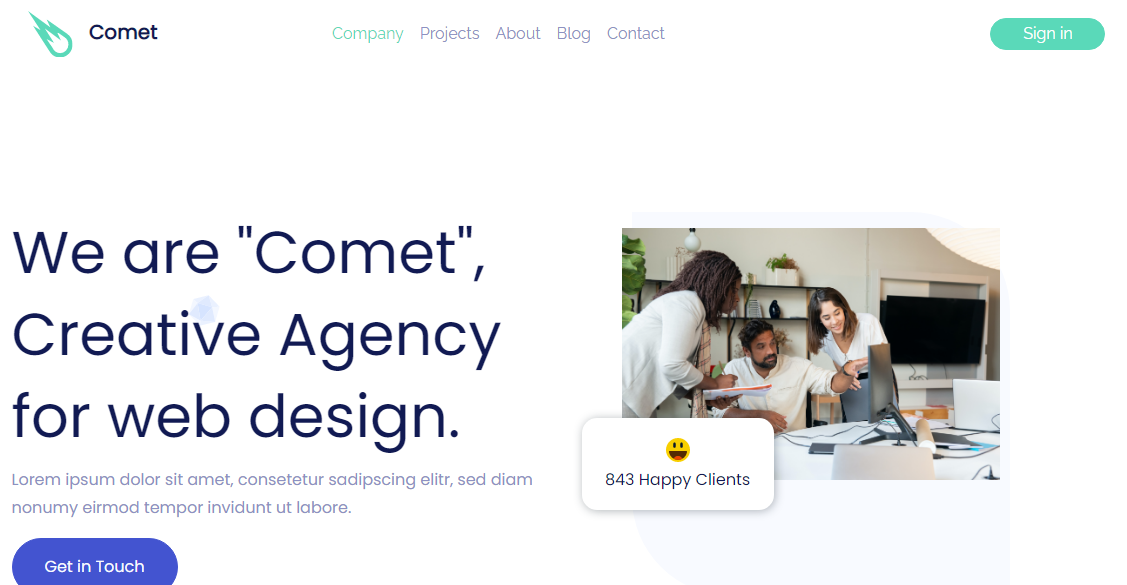 Comet
Company Projects About Blog Contact
Sign in
We are "Comet",
Creative Agency
for web design.
Lorem ipsum dolor sit amet, consetetur sadipscing elitr, sed diam
nonumy eirmod tempor invidunt ut labore.
843 Happy Clients
Get in Touch